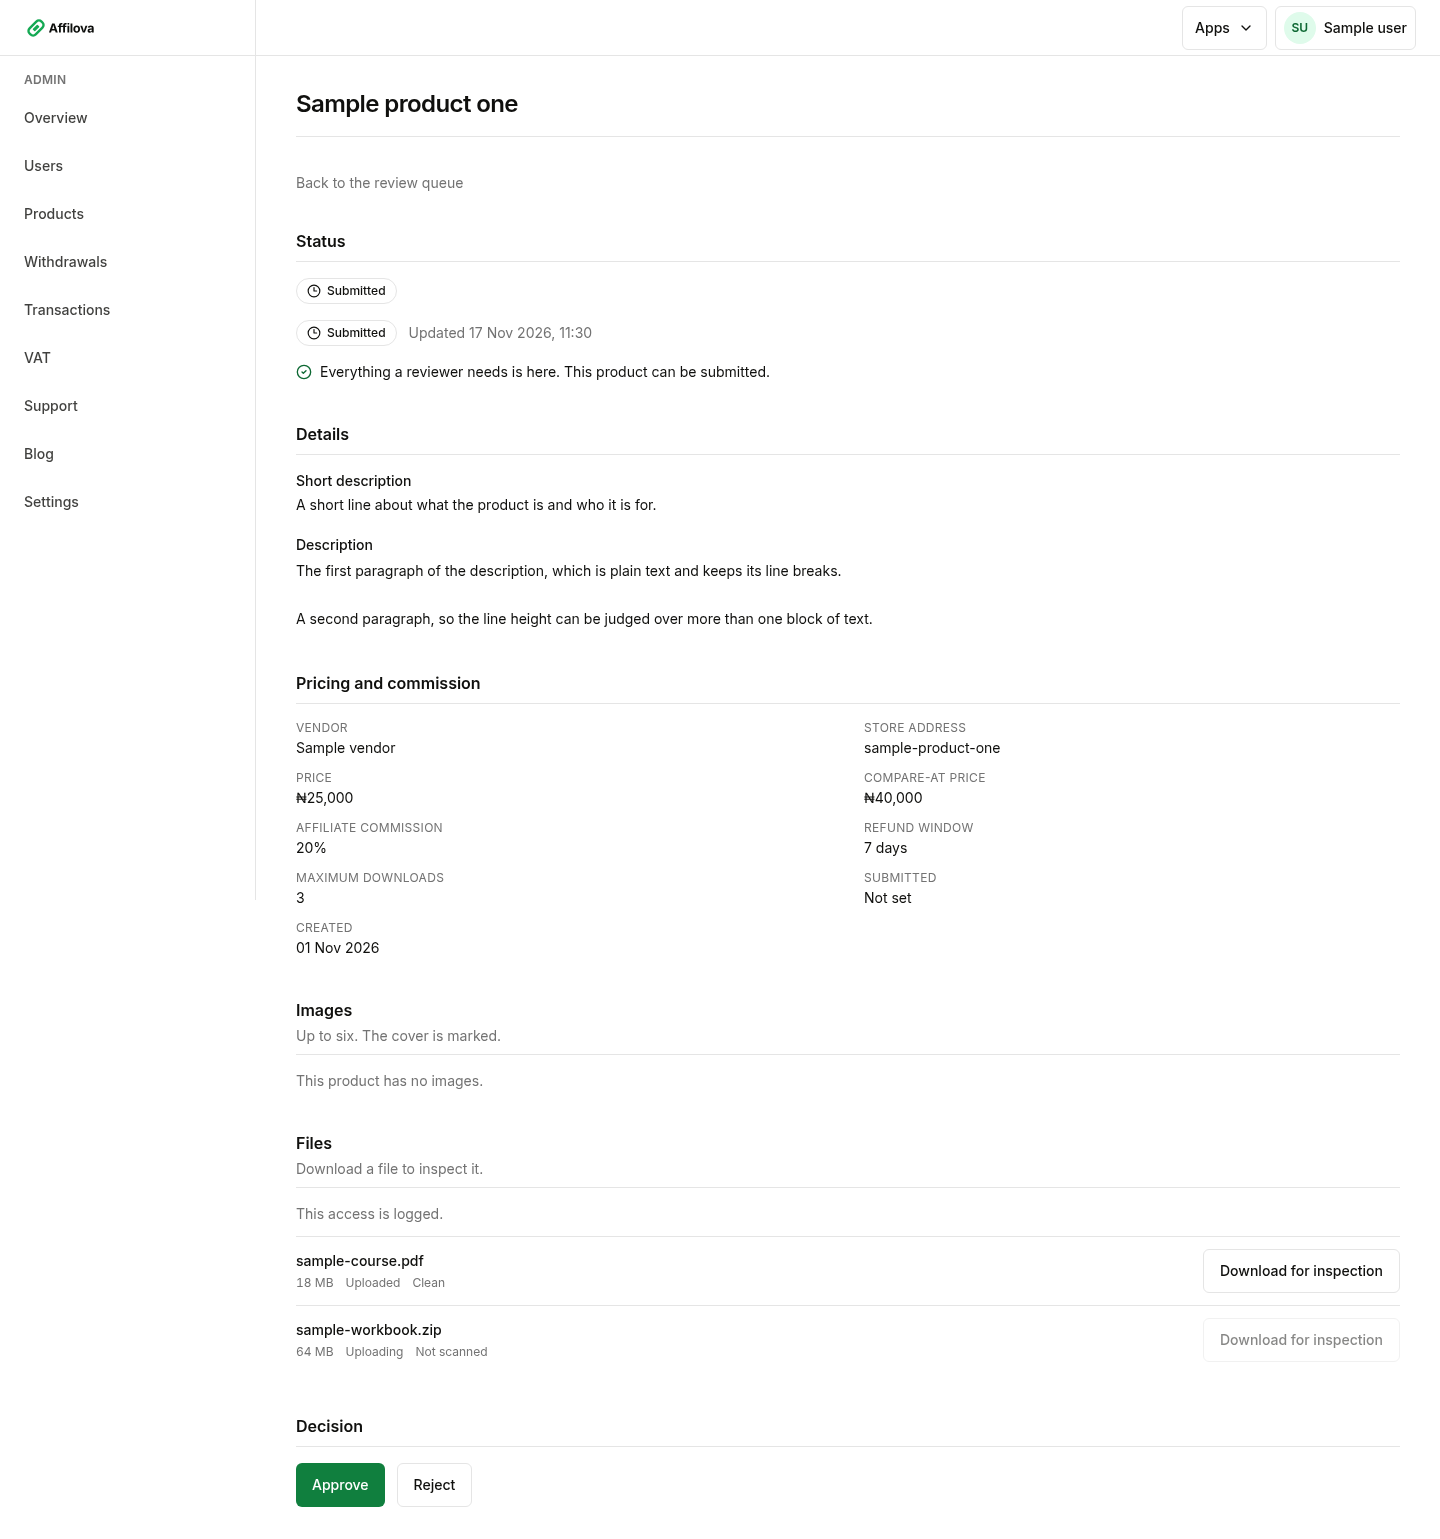 Affilova
Apps
SU Sample user
ADMIN
Overview
Users
Products
Withdrawals
Transactions
VAT
Support
Blog
Settings
Sample product one
Back to the review queue
Status
Submitted
Submitted Updated 17 Nov 2026, 11:30
Everything a reviewer needs is here. This product can be submitted.
Details
Short description
A short line about what the product is and who it is for.
Description
The first paragraph of the description, which is plain text and keeps its line breaks.
A second paragraph, so the line height can be judged over more than one block of text.
Pricing and commission
VENDOR
Sample vendor
STORE ADDRESS
sample-product-one
PRICE
₦25,000
COMPARE-AT PRICE
₦40,000
AFFILIATE COMMISSION
20%
REFUND WINDOW
7 days
MAXIMUM DOWNLOADS
3
SUBMITTED
Not set
CREATED
01 Nov 2026
Images
Up to six. The cover is marked.
This product has no images.
Files
Download a file to inspect it.
This access is logged.
sample-course.pdf
18 MB Uploaded Clean
Download for inspection
sample-workbook.zip
64 MB Uploading Not scanned
Download for inspection
Decision
Approve
Reject